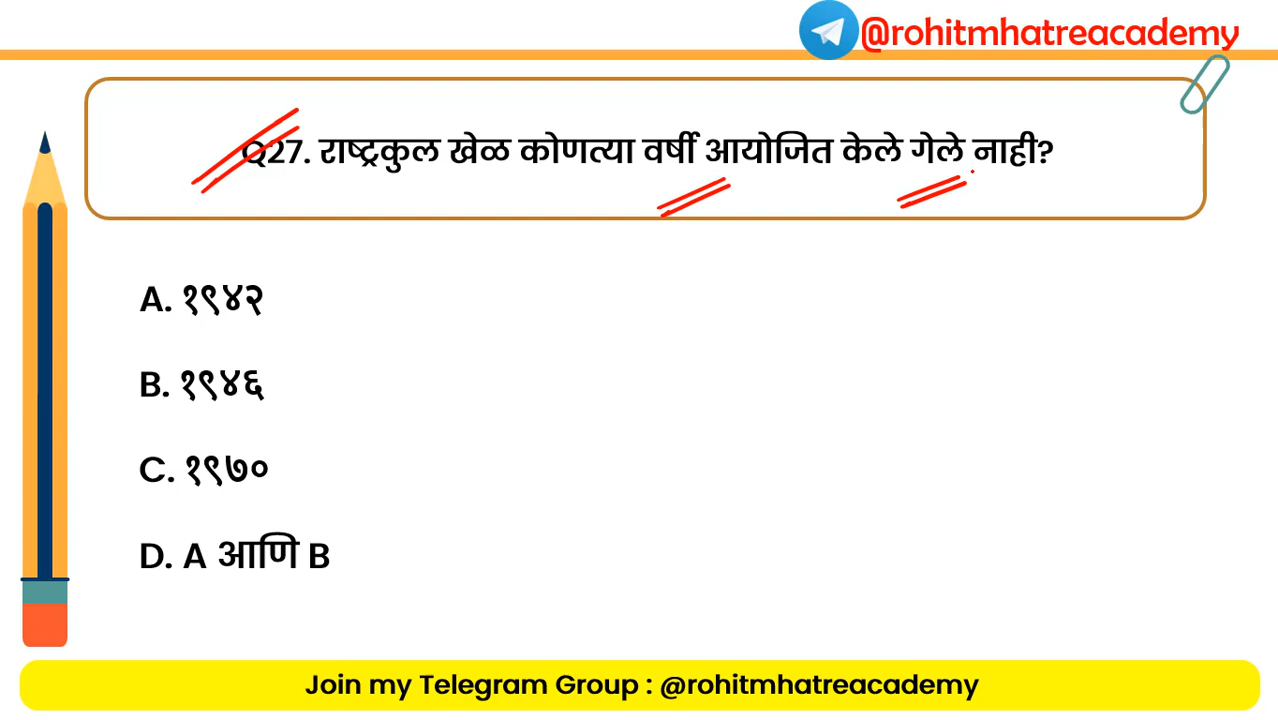 @rohitmhatreacademy
Q27. राष्ट्रकुल खेळ कोणत्या वर्षी आयोजित केले गेले नाही?
A. १९४२
B. १९४६
C. १९७०
D. A आणि B
Join my Telegram Group : @rohitmhatreacademy